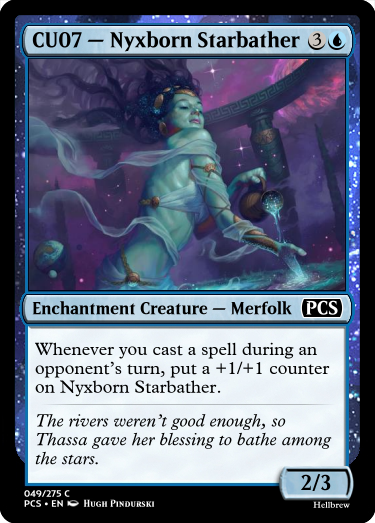 CU07 — Nyxborn Starbather 3
Enchantment Creature — Merfolk PCS
Whenever you cast a spell during an
opponent's turn, put a +1/+1 counter
on Nyxborn Starbather.
The rivers weren't good enough, so
Thassa gave her blessing to bathe among
the stars.
2/3
049/275 C
PCS • EN HUGH PINDURSKI
Hellbrew